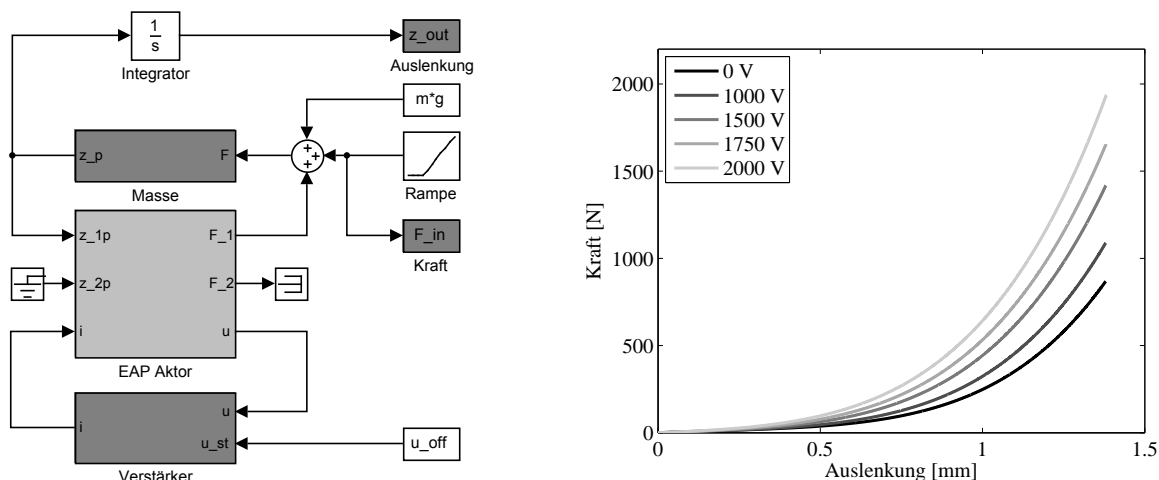 1
s
Integrator
z_out
Auslenkung
m*g
z_p
F
Masse
Rampe
F_in
Kraft
z_1p
F_1
z_2p
F_2
i
u
EAP Aktor
u
i
u_st
Verstärker
u_off
Kraft [N]
2000
1500
1000
500
0
0 V
1000 V
1500 V
1750 V
2000 V
0
0.5
1
1.5
Auslenkung [mm]